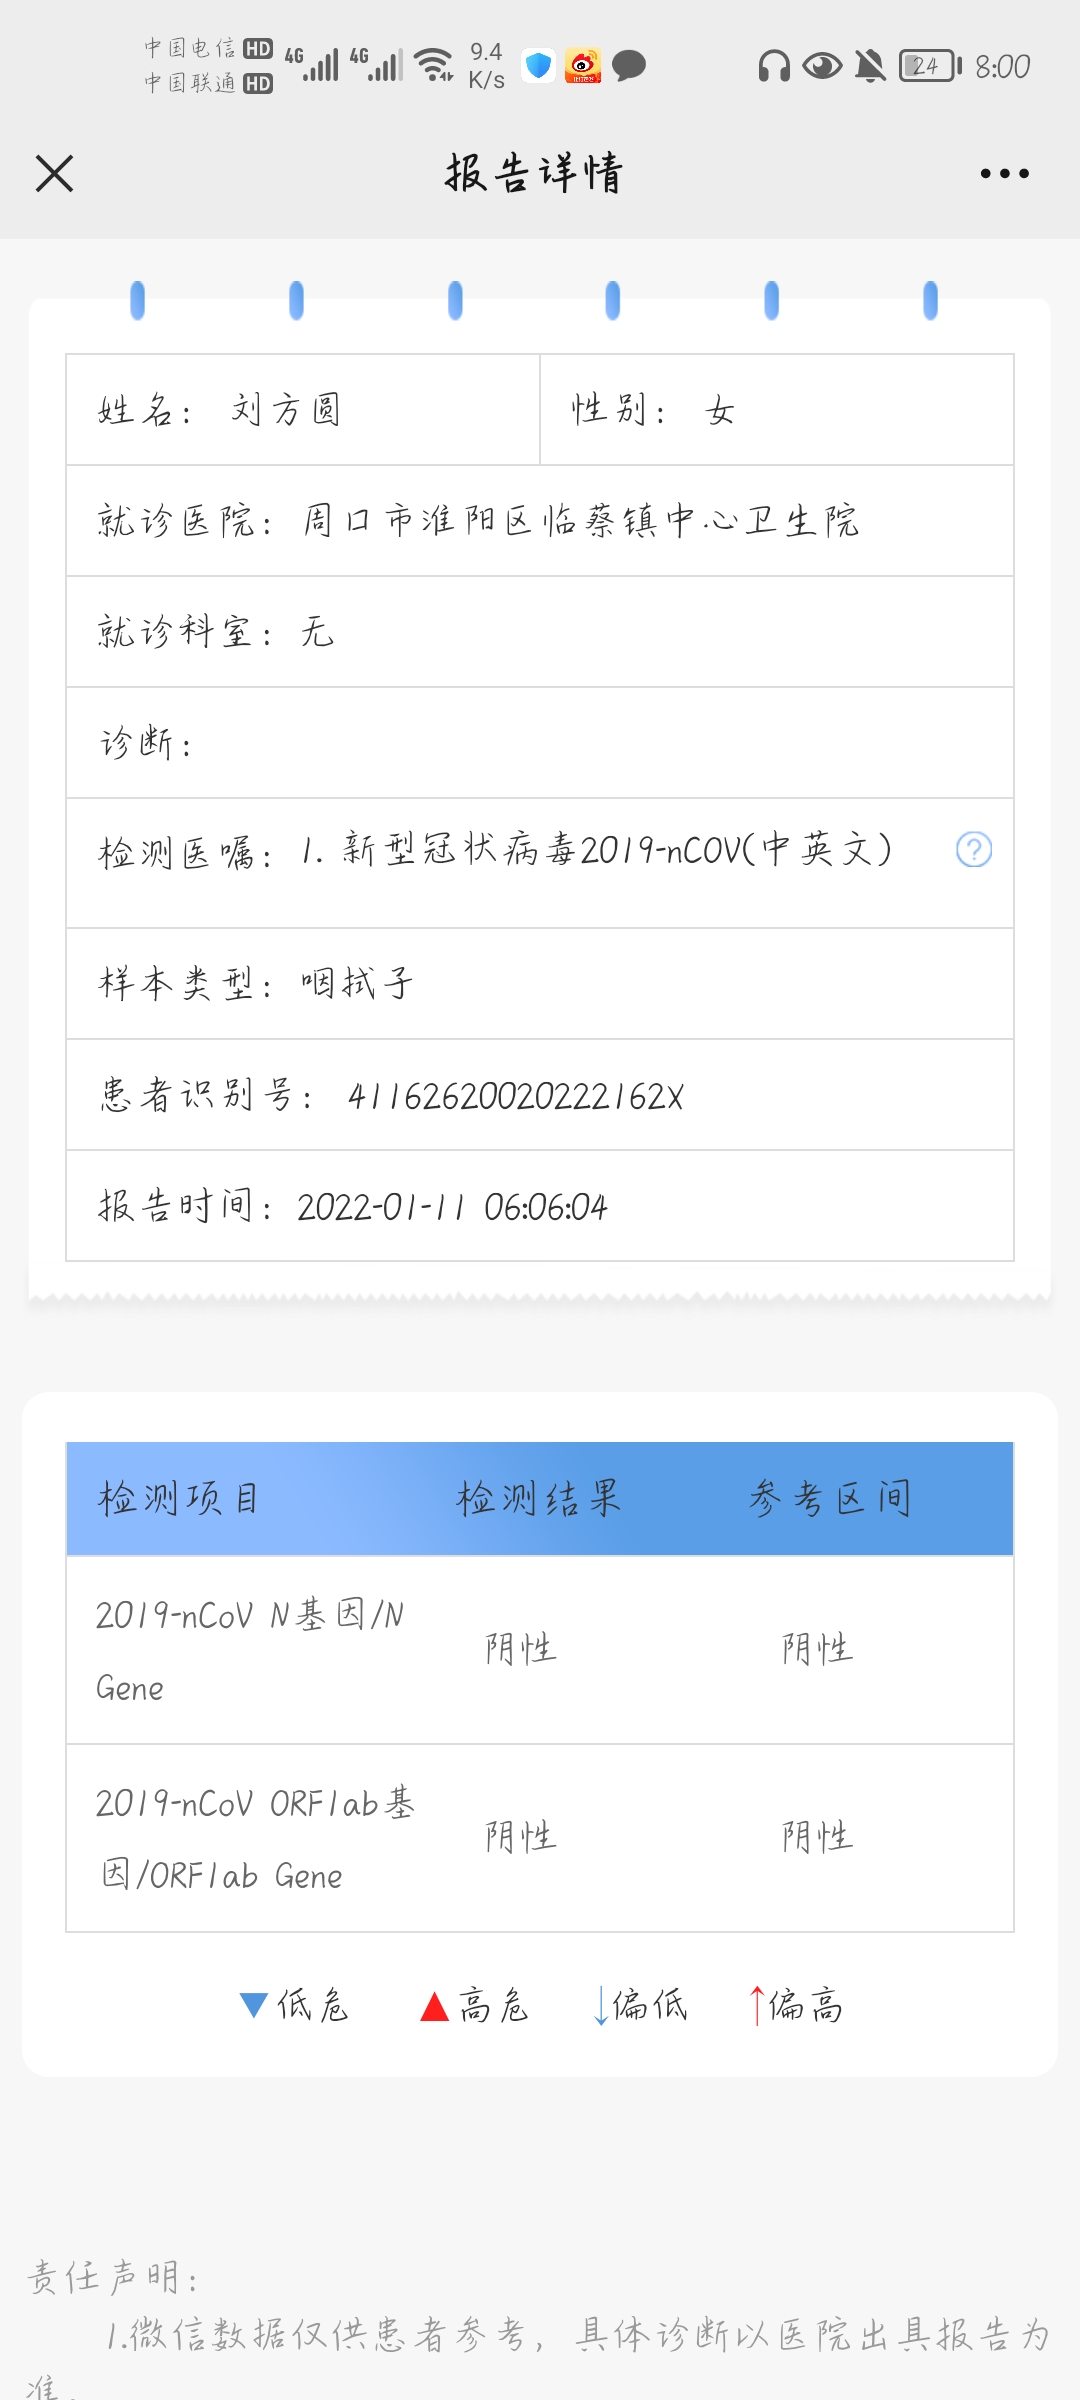 中国电信 HD 4G 4G 9.4 K/s 24 8:00
中国联通 HD
报告详情
姓名： 刘方圆 性别： 女
就诊医院：周口市淮阳区临蔡镇中心卫生院
就诊科室：无
诊断：
检测医嘱：1. 新型冠状病毒2019-nCOV(中英文) ?
样本类型：咽拭子
患者识别号： 41162620020222162X
报告时间：2022-01-11 06:06:04
检测项目 检测结果 参考区间
2019-nCoV N基因/N
Gene
阴性 阴性
2019-nCoV ORF1ab基
因/ORF1ab Gene
阴性 阴性
低危 高危 偏低 偏高
责任声明：
1.微信数据仅供患者参考，具体诊断以医院出具报告为
准。